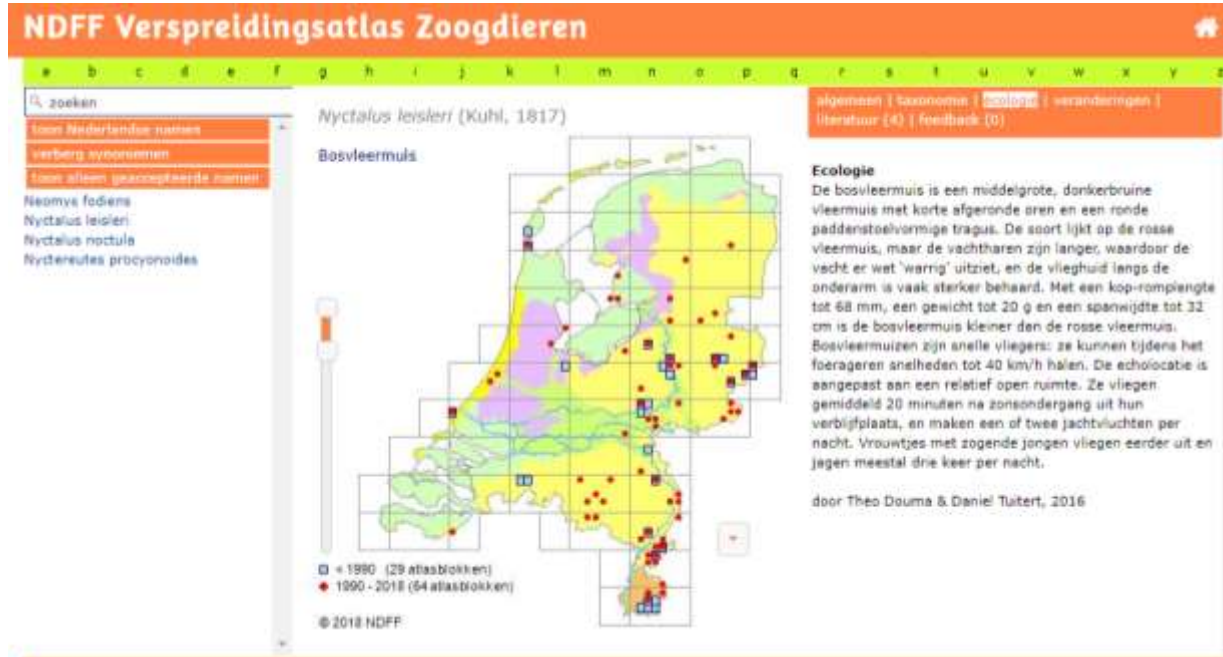 NDFF Verspreidingsatlas Zoogdieren
a b c d e f g h i j k l m n o p q r s t u v w x y z
zoeken
toon Nederlandse namen
verberg synoniemen
toon alleen geaccepteerde namen
Neomys fodiens
Nyctalus leisleri
Nyctalus noctula
Nyctereutes procyonoides
Nyctalus leisleri (Kuhl, 1817)
Bosvleermuis
< 1990 (29 atlasblokken)
1990 - 2018 (64 atlasblokken)
© 2018 NDFF
algemeen | taxonomie | ecologie | veranderingen |
literatuur (4) | feedback (0)
Ecologie
De bosvleermuis is een middelgrote, donkerbruine
vleermuis met korte afgeronde oren en een ronde
paddenstoelvormige tragus. De soort lijkt op de rosse
vleermuis, maar de vachtharen zijn langer, waardoor de
vacht er wat 'warrig' uitziet, en de vlieghuid langs de
onderarm is vaak sterker behaard. Met een kop-romplengte
tot 68 mm, een gewicht tot 20 g en een spanwijdte tot 32
cm is de bosvleermuis kleiner dan de rosse vleermuis.
Bosvleermuizen zijn snelle vliegers: ze kunnen tijdens het
foerageren snelheden tot 40 km/h halen. De echolocatie is
aangepast aan een relatief open ruimte. Ze vliegen
gemiddeld 20 minuten na zonsondergang uit hun
verblijfplaats, en maken een of twee jachtvluchten per
nacht. Vrouwtjes met zogende jongen vliegen eerder uit en
jagen meestal drie keer per nacht.
door Theo Douma & Daniel Tuitert, 2016